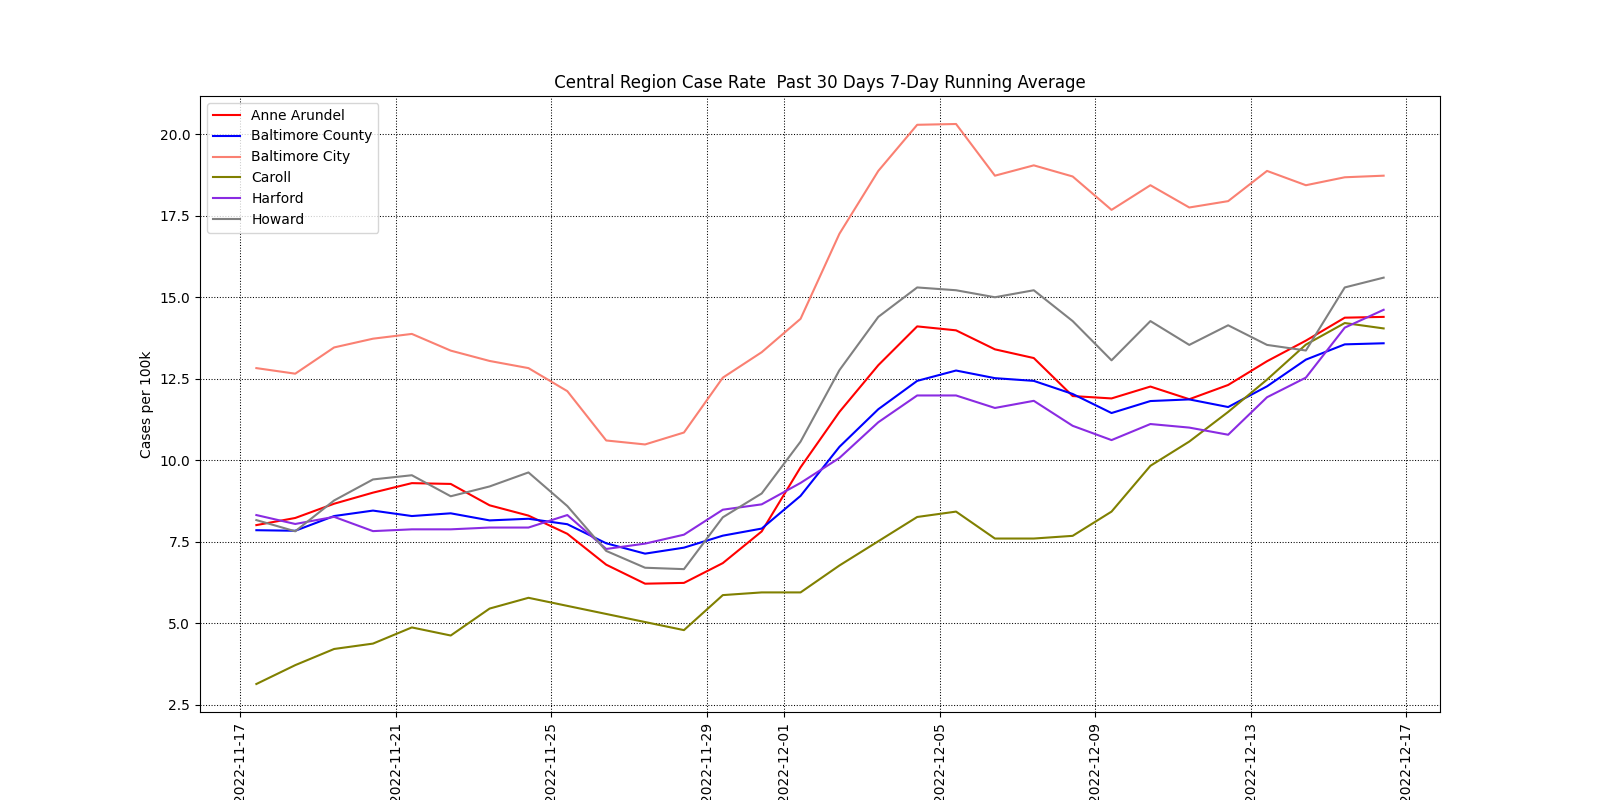 Central Region Case Rate  Past 30 Days 7-Day Running Average
Anne Arundel
Baltimore County
Baltimore City
Caroll
Harford
Howard
20.0
17.5
15.0
12.5
10.0
7.5
5.0
2.5
Cases per 100k
2022-11-17
2022-11-21
2022-11-25
2022-11-29
2022-12-01
2022-12-05
2022-12-09
2022-12-13
2022-12-17